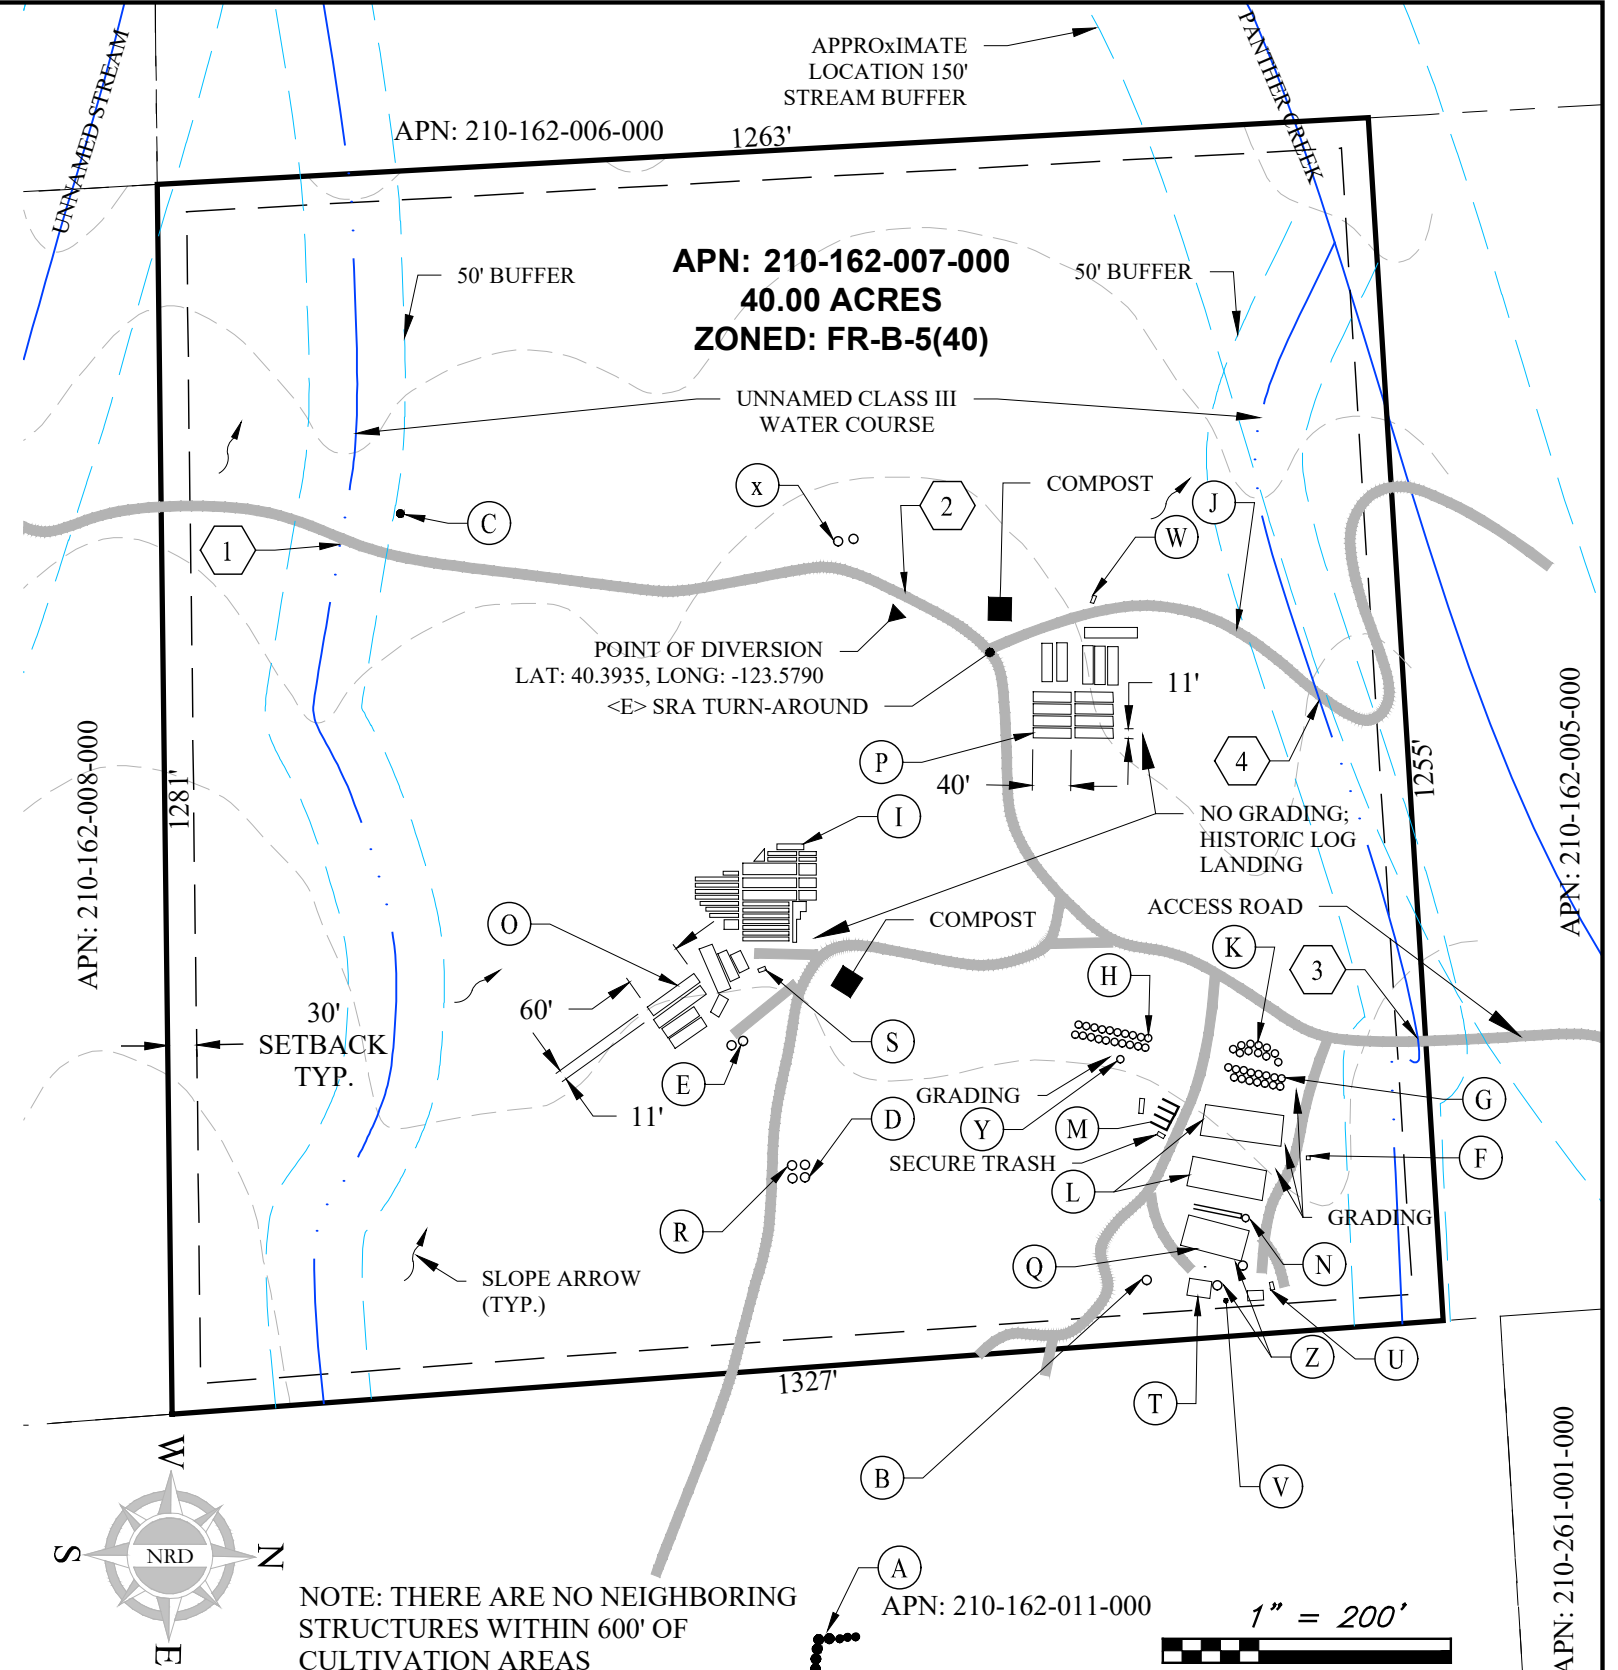 UNNAMED STREAM
APPROxIMATE
LOCATION 150'
STREAM BUFFER
PANTHER CREEK
APN: 210-162-006-000
1263'
50' BUFFER
APN: 210-162-007-000
40.00 ACRES
ZONED: FR-B-5(40)
50' BUFFER
UNNAMED CLASS III
WATER COURSE
x
2
COMPOST
J
C
1
W
POINT OF DIVERSION
LAT: 40.3935, LONG: -123.5790
<E> SRA TURN-AROUND
11'
P
40'
4
1255'
APN: 210-162-005-000
APN: 210-162-008-000
1281'
I
NO GRADING;
HISTORIC LOG
LANDING
O
COMPOST
ACCESS ROAD
K
3
H
60'
30'
SETBACK
TYP.
S
E
11'
GRADING
G
D
Y
M
SECURE TRASH
F
L
R
GRADING
Q
N
SLOPE ARROW
(TYP.)
Z
U
1327'
T
B
V
W
S
NRD
N
E
A
APN: 210-162-011-000
APN: 210-261-001-000
NOTE: THERE ARE NO NEIGHBORING
STRUCTURES WITHIN 600' OF
CULTIVATION AREAS
1" = 200'